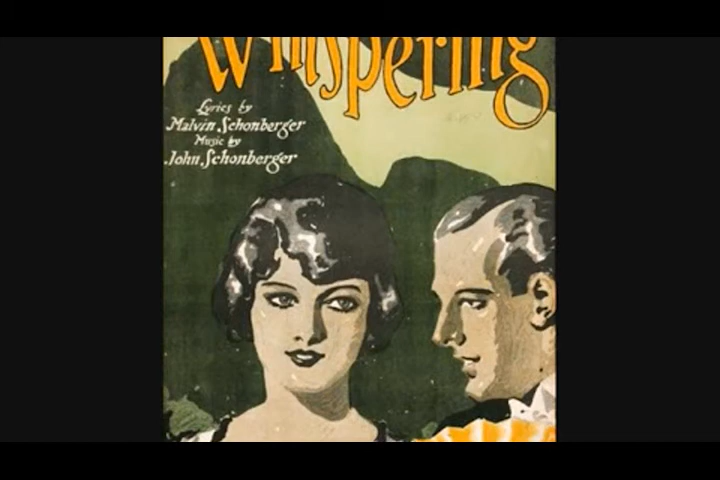 Whispering
Lyrics by
Malvin Schonberger
Music by
John Schonberger